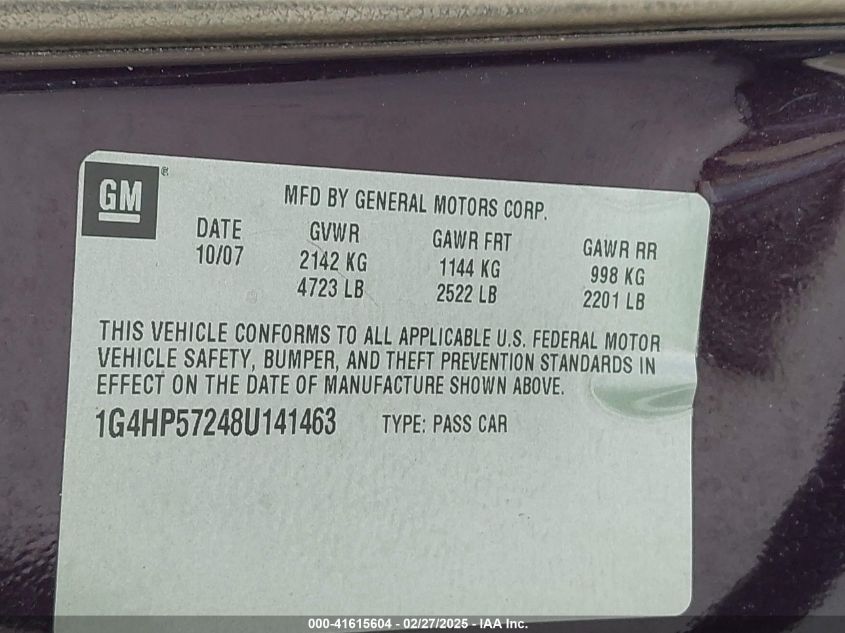 GM®
MFD BY GENERAL MOTORS CORP.
DATE GVWR GAWR FRT GAWR RR
10/07 2142 KG 1144 KG 998 KG
4723 LB 2522 LB 2201 LB
THIS VEHICLE CONFORMS TO ALL APPLICABLE U.S. FEDERAL MOTOR
VEHICLE SAFETY, BUMPER, AND THEFT PREVENTION STANDARDS IN
EFFECT ON THE DATE OF MANUFACTURE SHOWN ABOVE.
1G4HP57248U141463 TYPE: PASS CAR
000-41615604 - 02/27/2025 - IAA Inc.